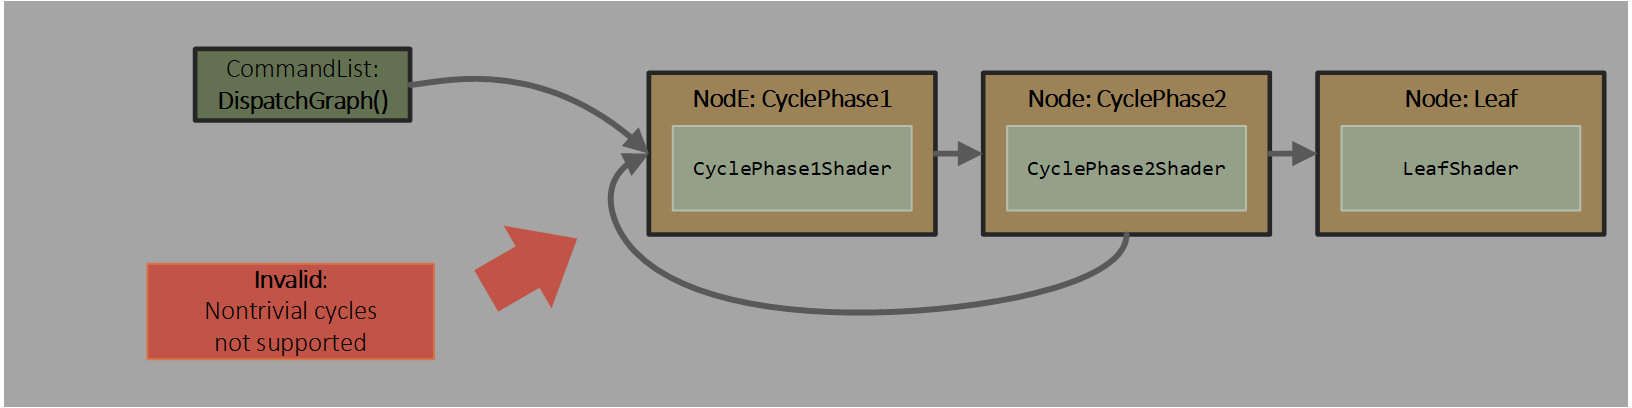 CommandList:
DispatchGraph()
NodE: CyclePhase1
CyclePhase1Shader
Node: CyclePhase2
CyclePhase2Shader
Node: Leaf
LeafShader
Invalid:
Nontrivial cycles
not supported